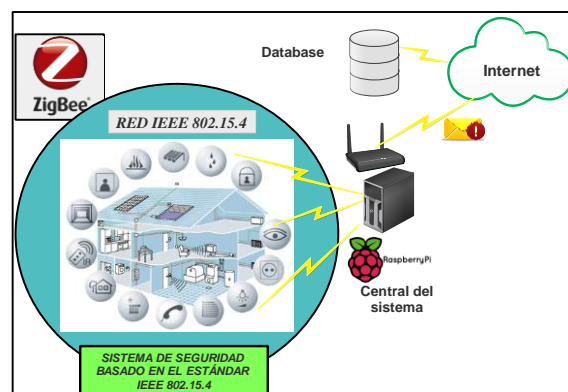 Database
Internet
ZigBee®
RED IEEE 802.15.4
RaspberryPi
Central del
sistema
SISTEMA DE SEGURIDAD
BASADO EN EL ESTÁNDAR
IEEE 802.15.4